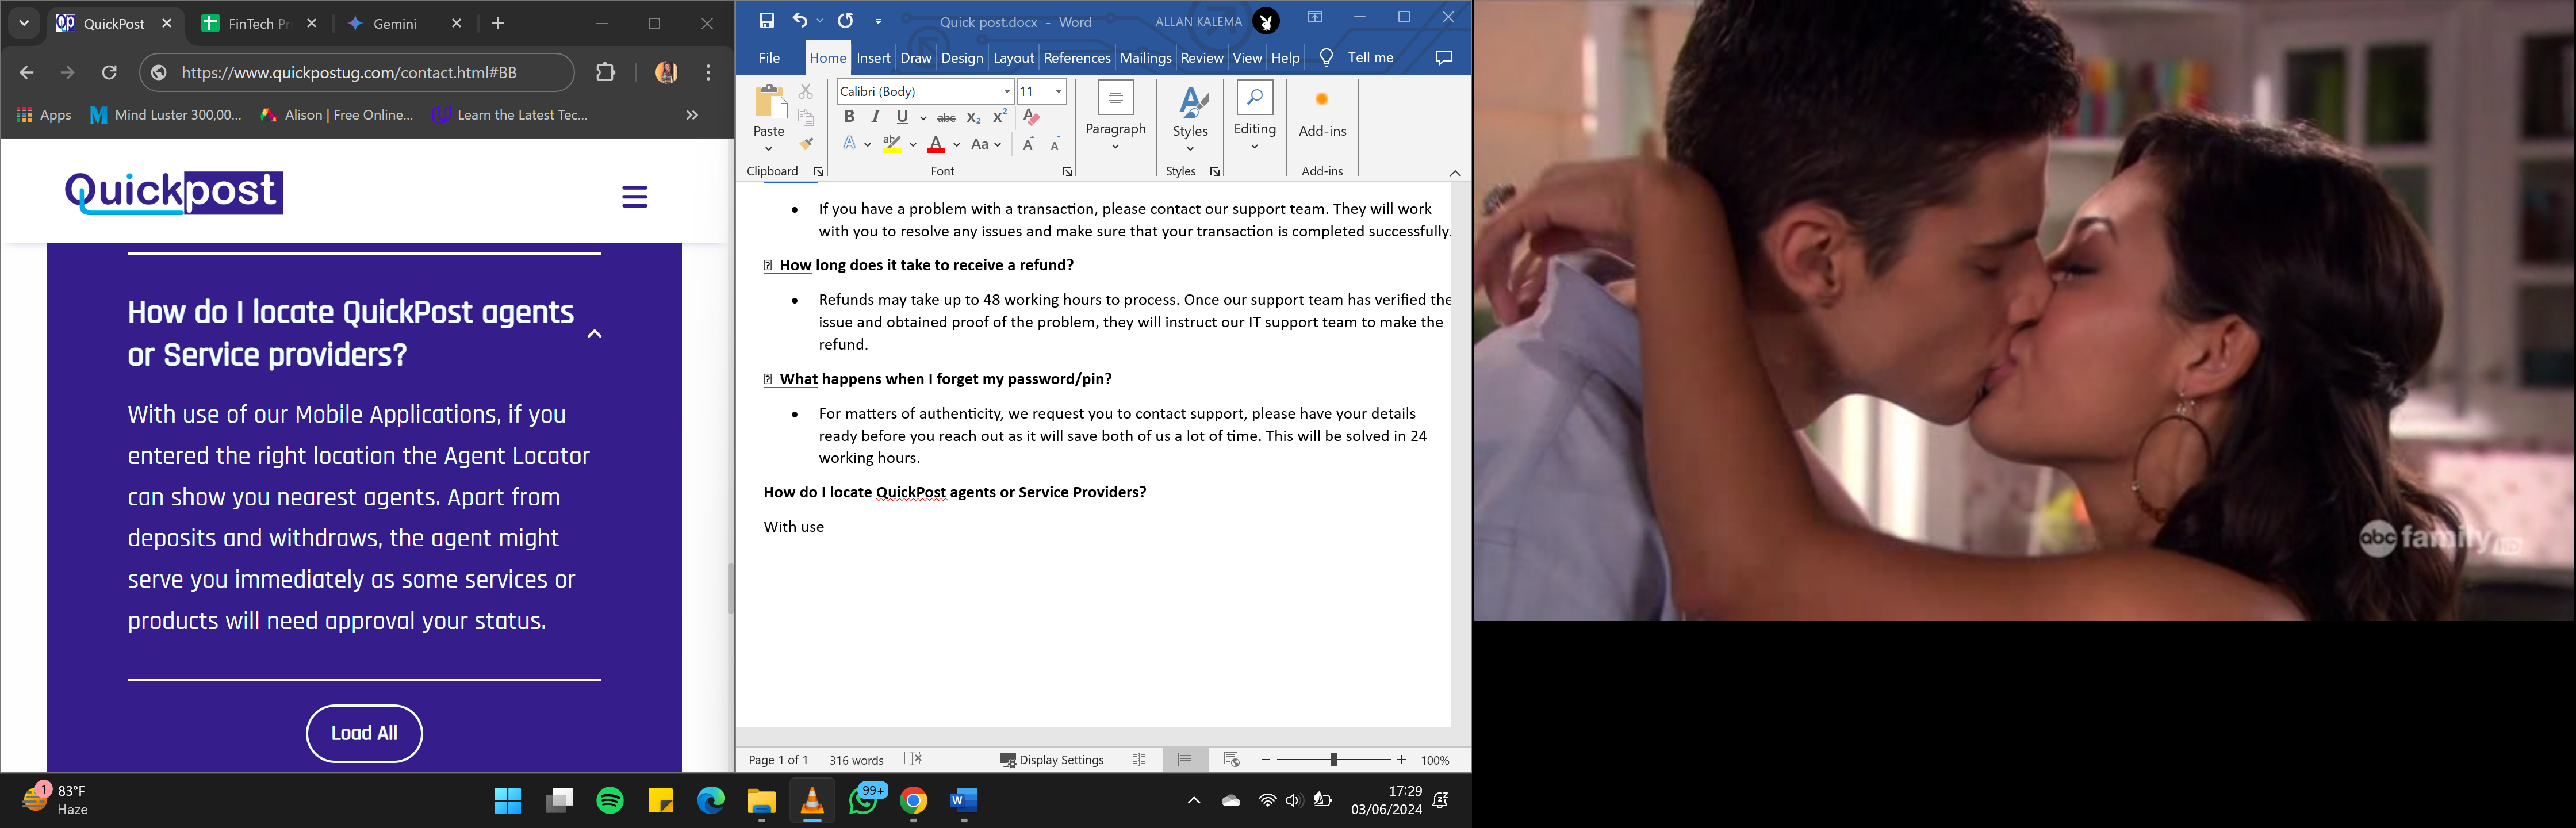 QuickPost
FinTech Pr
Gemini
https://www.quickpostug.com/contact.html#BB
Apps
Mind Luster 300,00...
Alison | Free Online...
Learn the Latest Tec...
Quickpost
How do I locate QuickPost agents
or Service providers?
With use of our Mobile Applications, if you
entered the right location the Agent Locator
can show you nearest agents. Apart from
deposits and withdraws, the agent might
serve you immediately as some services or
products will need approval your status.
Load All
Quick post.docx - Word
ALLAN KALEMA
File Home Insert Draw Design Layout References Mailings Review View Help Tell me
Paste
Clipboard
Calibri (Body) 11
B I U abc X₂ X²
A aby A Aa A A
Font
Paragraph
Styles
Styles
Editing
Add-ins
Add-ins
• If you have a problem with a transaction, please contact our support team. They will work
with you to resolve any issues and make sure that your transaction is completed successfully.
How long does it take to receive a refund?
• Refunds may take up to 48 working hours to process. Once our support team has verified the
issue and obtained proof of the problem, they will instruct our IT support team to make the
refund.
What happens when I forget my password/pin?
• For matters of authenticity, we request you to contact support, please have your details
ready before you reach out as it will save both of us a lot of time. This will be solved in 24
working hours.
How do I locate QuickPost agents or Service Providers?
With use
Page 1 of 1 316 words Display Settings 100%
abc family
1
83°F
Haze
99+
17:29
03/06/2024